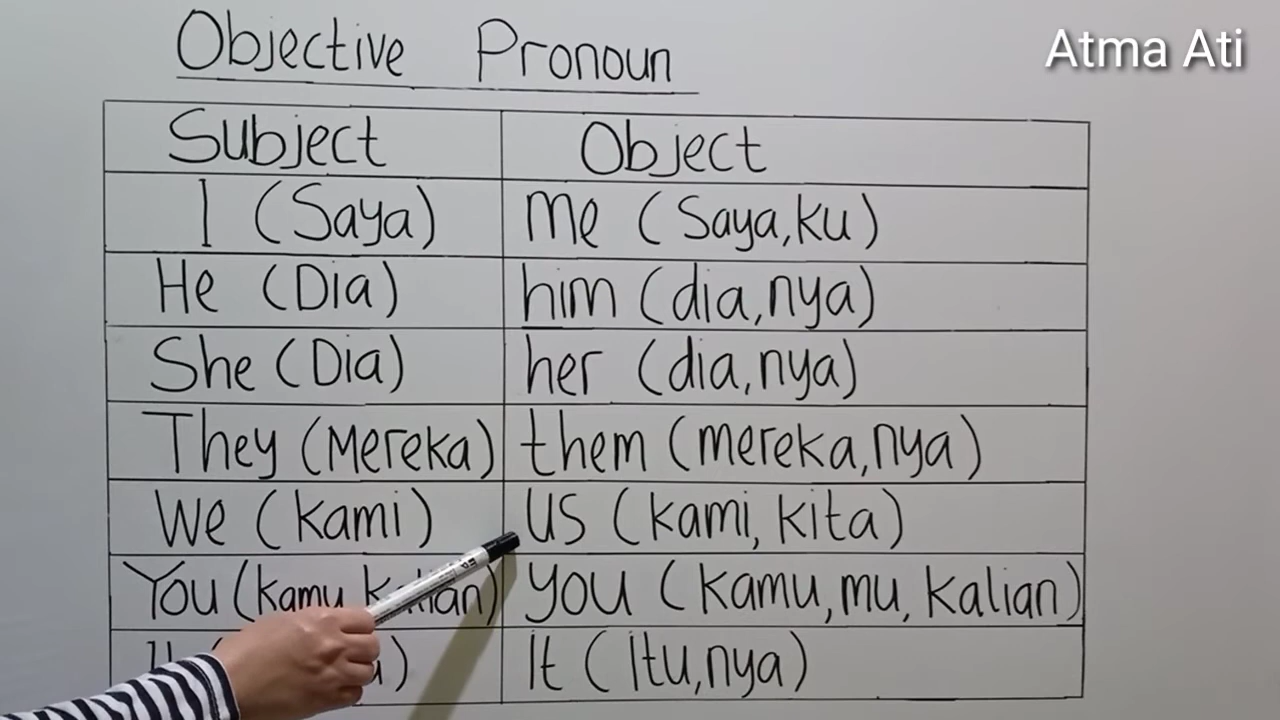 Objective Pronoun
Atma Ati
Subject Object
I (Saya) me (Saya,ku)
He (Dia) him (dia,nya)
She (Dia) her (dia,nya)
They (Mereka) them (mereka,nya)
We (kami) us (kami, kita)
You (kamu you (kamu,mu, kalian)
It (Itu,nya)